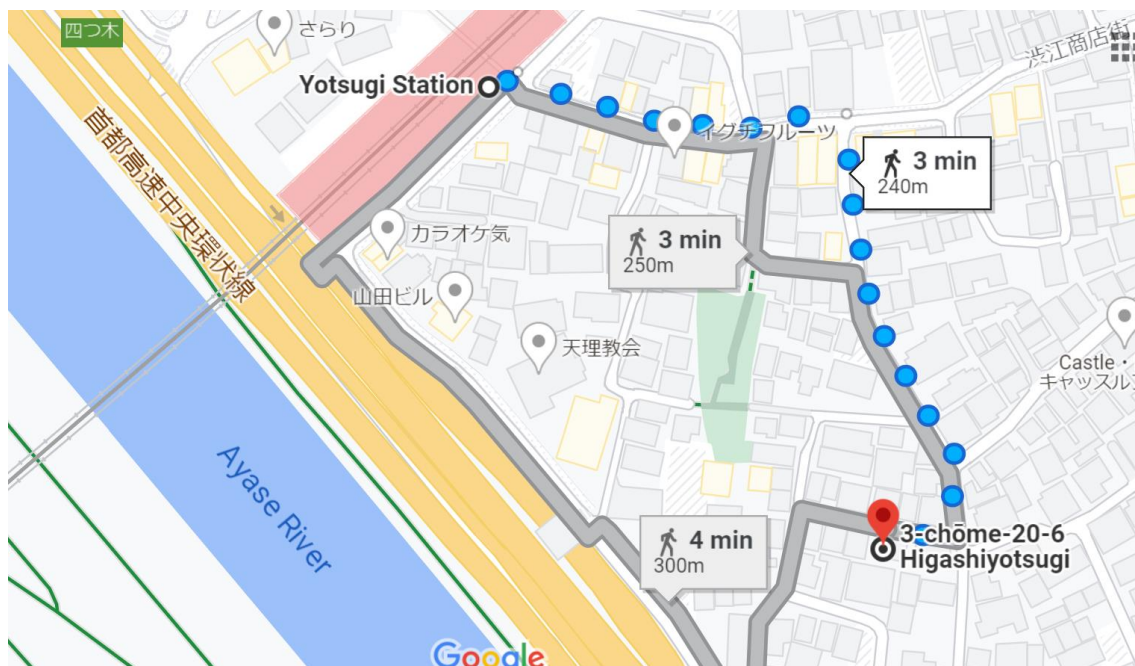 四つ木
さらり
Yotsugi Station
渋江商店街
イグチフルーツ
3 min
240m
首都高速中央環状線
カラオケ気
3 min
250m
山田ビル
天理教会
Castle・
キャッスル
Ayase River
3-chōme-20-6
Higashiyotsugi
4 min
300m
Google